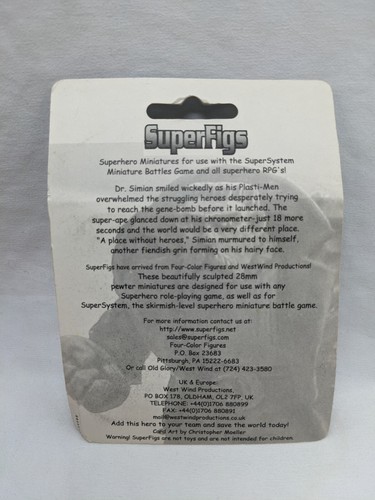 SuperFigs
Superhero Miniatures for use with the SuperSystem
Miniature Battles Game and all superhero RPG's!
Dr. Simian smiled wickedly as his Plasti-Men
overwhelmed the struggling heroes desperately trying
to reach the gene-bomb before it launched. The
super-ape glanced down at his chronometer-just 18 more
seconds and the world would be a very different place.
"A place without heroes," Simian murmured to himself,
another fiendish grin forming on his hairy face.
SuperFigs have arrived from Four-Color Figures and WestWind Productions!
These beautifully sculpted 28mm
pewter miniatures are designed for use with any
Superhero role-playing game, as well as for
SuperSystem, the skirmish-level superhero miniature battle game.
For more information contact us at:
http://www.superfigs.net
sales@superfigs.com
Four-Color Figures
P.O. Box 23683
Pittsburgh, PA 15222-6683
Or call Old Glory/West Wind at (724) 423-3580
UK & Europe:
West Wind Productions,
PO BOX 178, OLDHAM, OL2 7FP, UK
TELEPHONE: +44(0)1706 880899
FAX: +44(0)1706 880891
mail@westwindproductions.co.uk
Add this hero to your team and save the world today!
Card Art by Christopher Moeller
Warning! SuperFigs are not toys and are not intended for children.